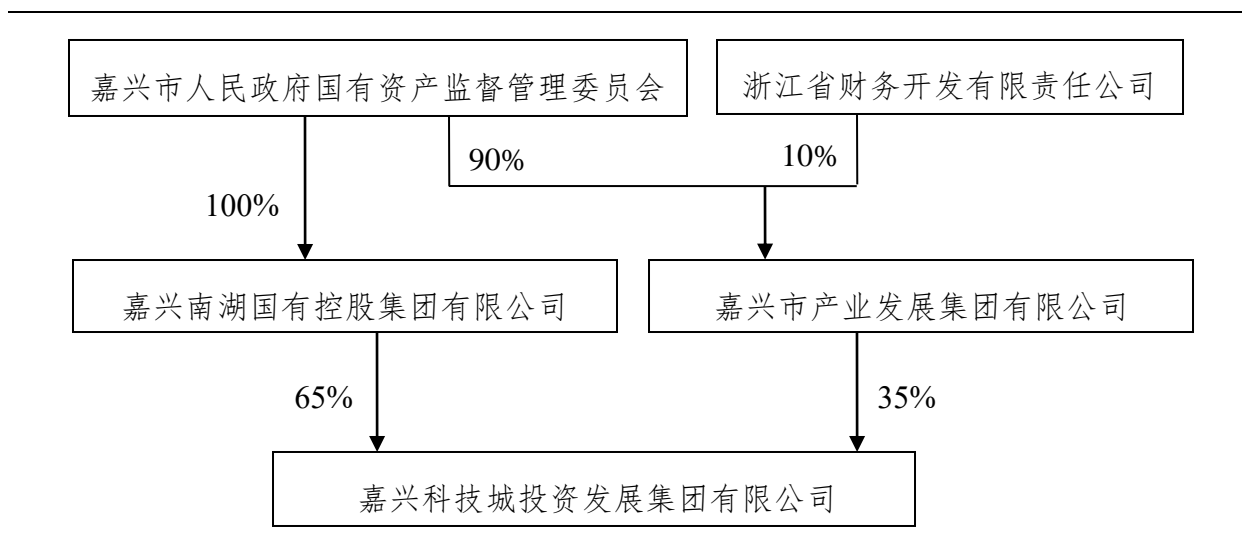 嘉兴市人民政府国有资产监督管理委员会
浙江省财务开发有限责任公司
90%
10%
100%
嘉兴南湖国有控股集团有限公司
嘉兴市产业发展集团有限公司
65%
35%
嘉兴科技城投资发展集团有限公司